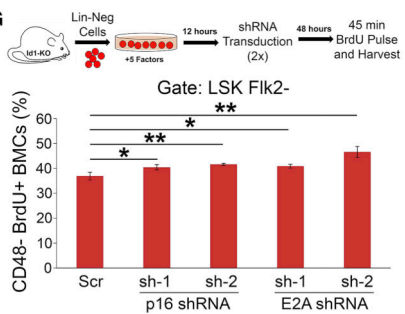 G
Id1-KO
Lin-Neg
Cells
+5 Factors
12 hours
shRNA
Transduction
(2x)
48 hours
45 min
BrdU Pulse
and Harvest
Gate: LSK Flk2-
CD48- BrdU+ BMCs (%)
60
50
40
30
20
10
0
**
*
**
*
Scr
sh-1
sh-2
sh-1
sh-2
p16 shRNA
E2A shRNA